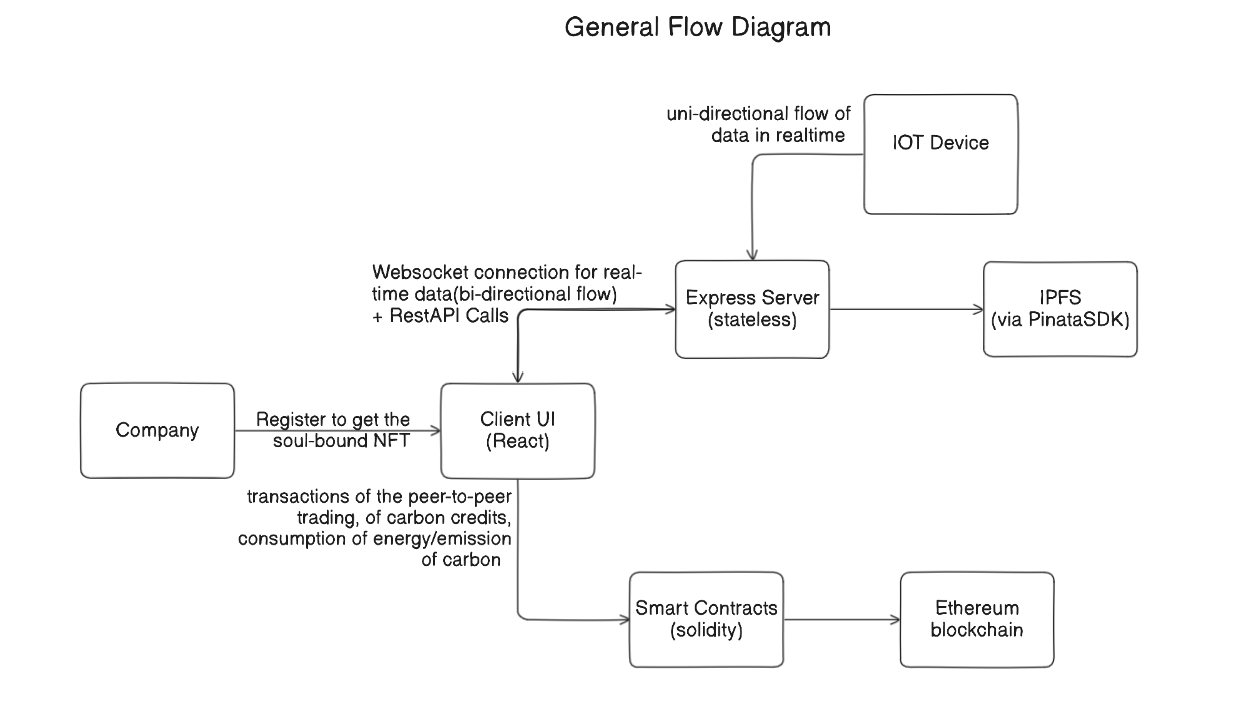 General Flow Diagram
uni-directional flow of
data in realtime
IOT Device
Websocket connection for real-
time data(bi-directional flow)
+ RestAPI Calls
Express Server
(stateless)
IPFS
(via PinataSDK)
Company
Register to get the
soul-bound NFT
Client UI
(React)
transactions of the peer-to-peer
trading, of carbon credits,
consumption of energy/emission
of carbon
Smart Contracts
(solidity)
Ethereum
blockchain